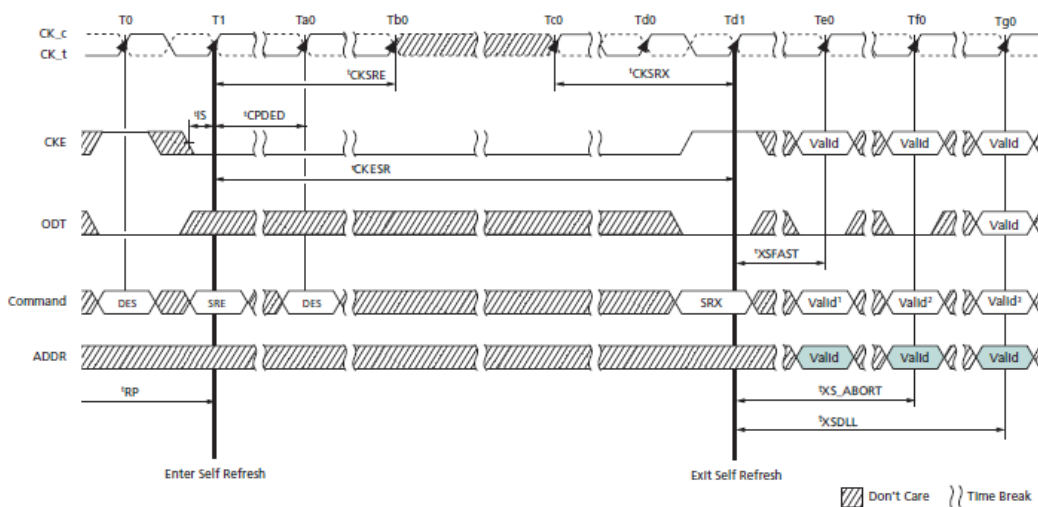 T0 T1 Ta0 Tb0 Tc0 Td0 Td1 Te0 Tf0 Tg0
CK_c
CK_t
tCKSRE tCKSRX
tIS tCPDED
CKE Valid Valid Valid
tCKESR
ODT Valid
tXSFAST
Command DES SRE DES SRX Valid¹ Valid² Valid³
ADDR Valid Valid Valid
tRP tXS_ABORT
tXSDLL
Enter Self Refresh Exit Self Refresh
Don't Care Time Break